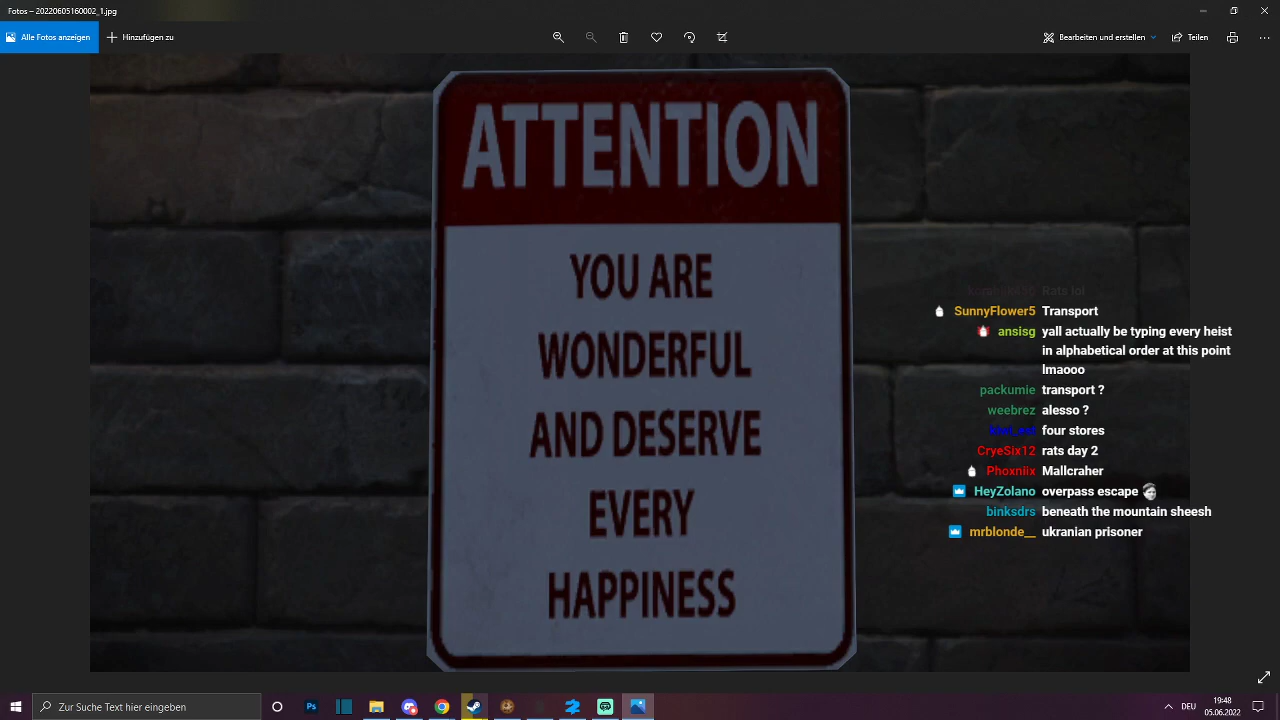 Fotos – 20220605160002_1.jpg
Alle Fotos anzeigen
Hinzufügen zu
Bearbeiten und erstellen
Teilen
ATTENTION
YOU ARE
WONDERFUL
AND DESERVE
EVERY
HAPPINESS
Rats lol
SunnyFlower5 Transport
ansisg yall actually be typing every heist
in alphabetical order at this point
lmaooo
packumie transport ?
weebrez alesso ?
four stores
CryeSix12 rats day 2
Phoxniix Mallcraher
HeyZolano overpass escape
binksdrs beneath the mountain sheesh
mrblonde__ ukranian prisoner
Zur Suche Text hier eingeben
Ps
DEU
19:48
05.06.2022